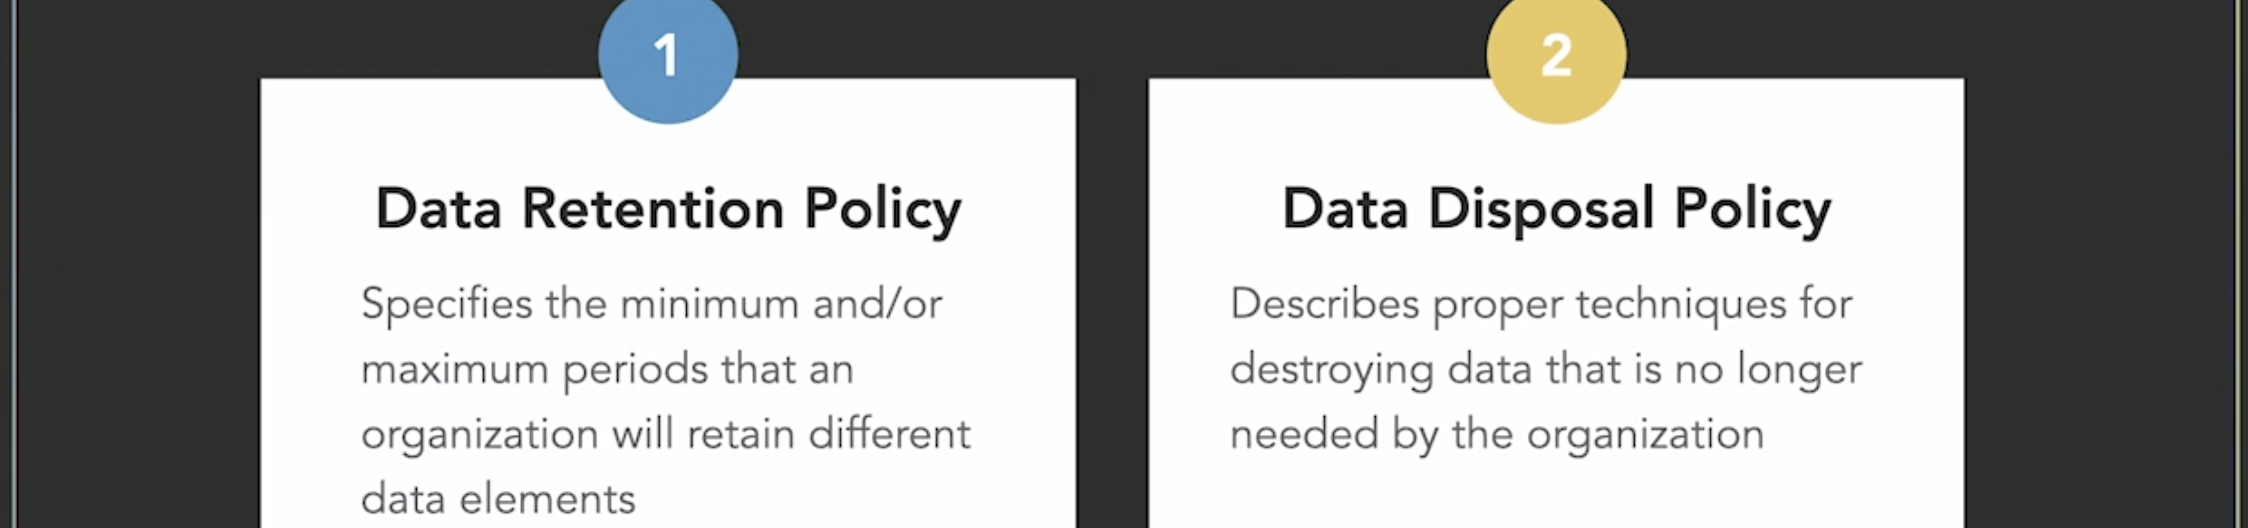 1
Data Retention Policy
Specifies the minimum and/or
maximum periods that an
organization will retain different
data elements
2
Data Disposal Policy
Describes proper techniques for
destroying data that is no longer
needed by the organization